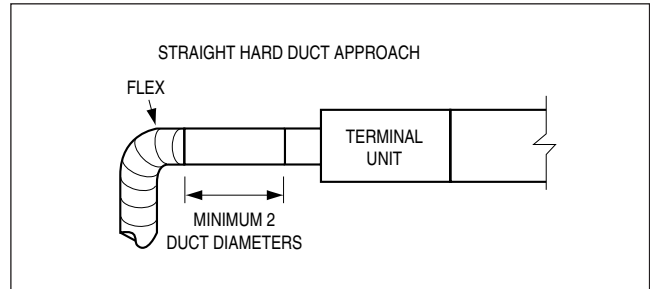 STRAIGHT HARD DUCT APPROACH
FLEX
TERMINAL
UNIT
MINIMUM 2
DUCT DIAMETERS